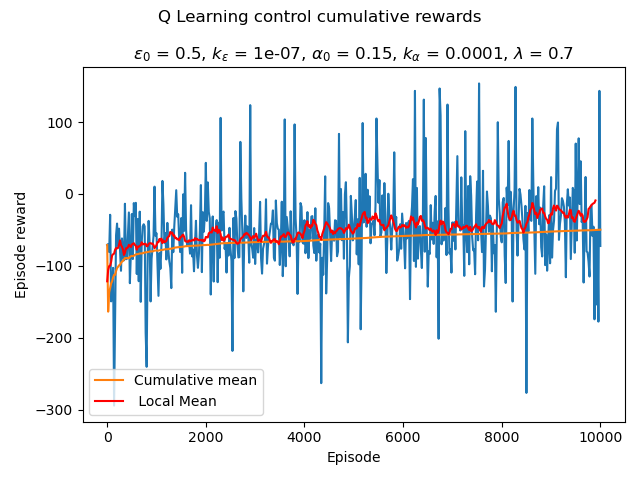 Q Learning control cumulative rewards
ε₀ = 0.5, kε = 1e-07, α₀ = 0.15, kα = 0.0001, λ = 0.7
Episode reward
100
0
−100
−200
−300
Cumulative mean
Local Mean
0 2000 4000 6000 8000 10000
Episode